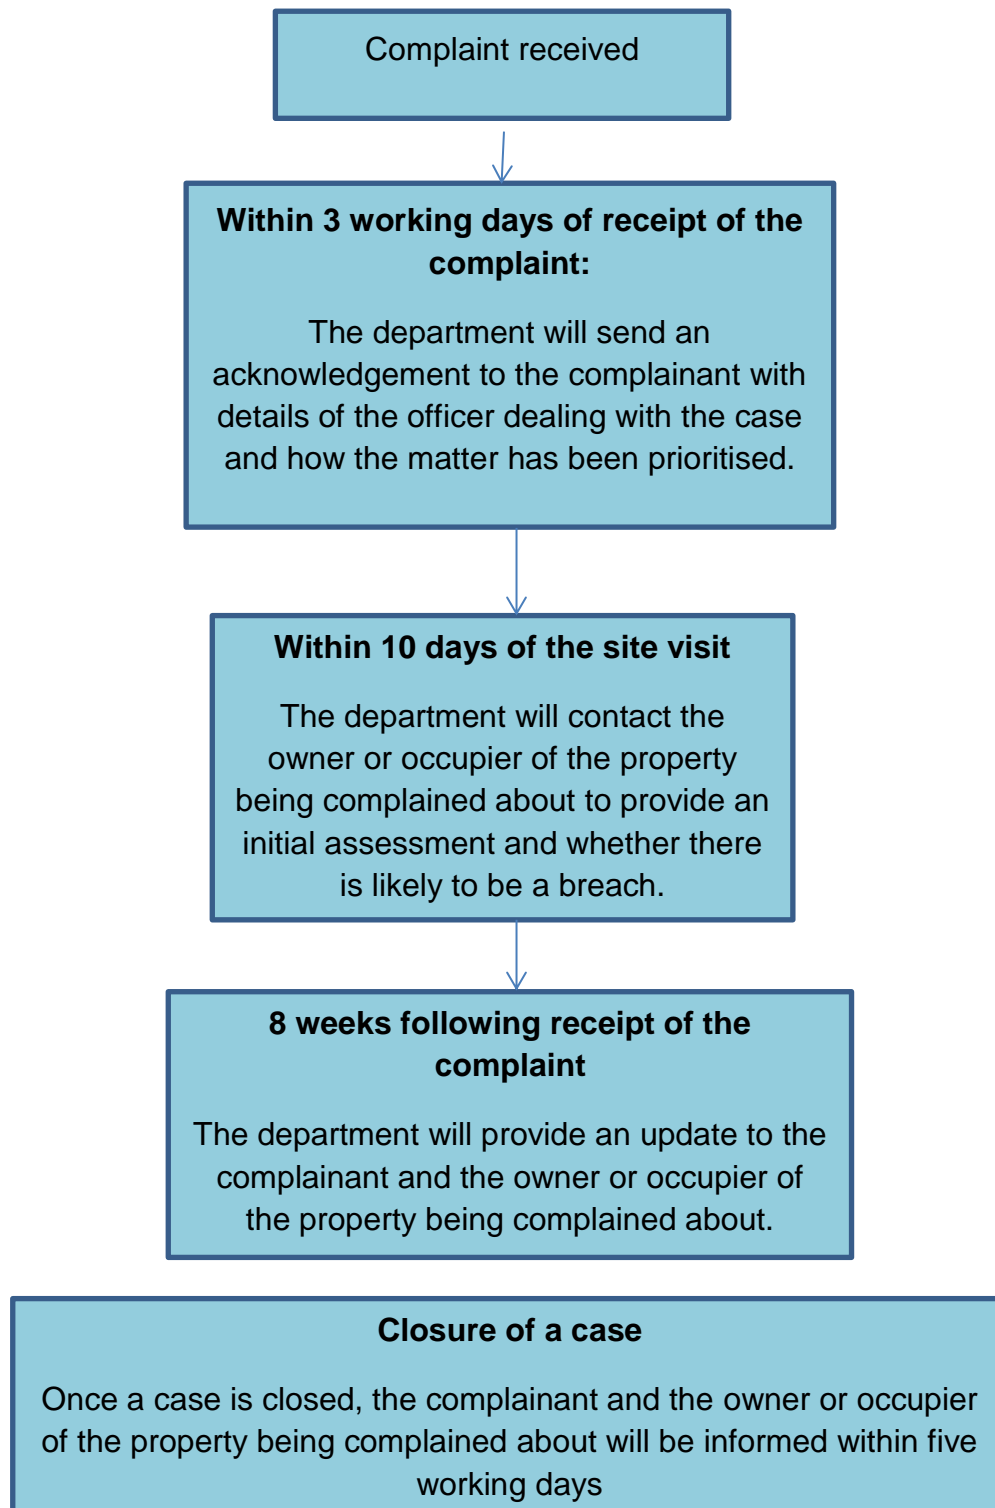 Complaint received
Within 3 working days of receipt of the
complaint:
The department will send an
acknowledgement to the complainant with
details of the officer dealing with the case
and how the matter has been prioritised.
Within 10 days of the site visit
The department will contact the
owner or occupier of the property
being complained about to provide an
initial assessment and whether there
is likely to be a breach.
8 weeks following receipt of the
complaint
The department will provide an update to the
complainant and the owner or occupier of
the property being complained about.
Closure of a case
Once a case is closed, the complainant and the owner or occupier
of the property being complained about will be informed within five
working days